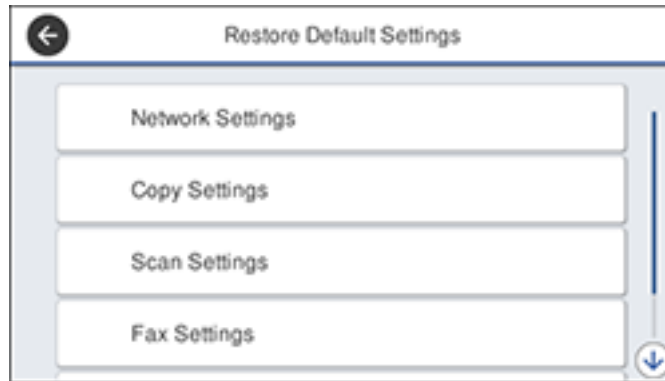 Restore Default Settings
Network Settings
Copy Settings
Scan Settings
Fax Settings